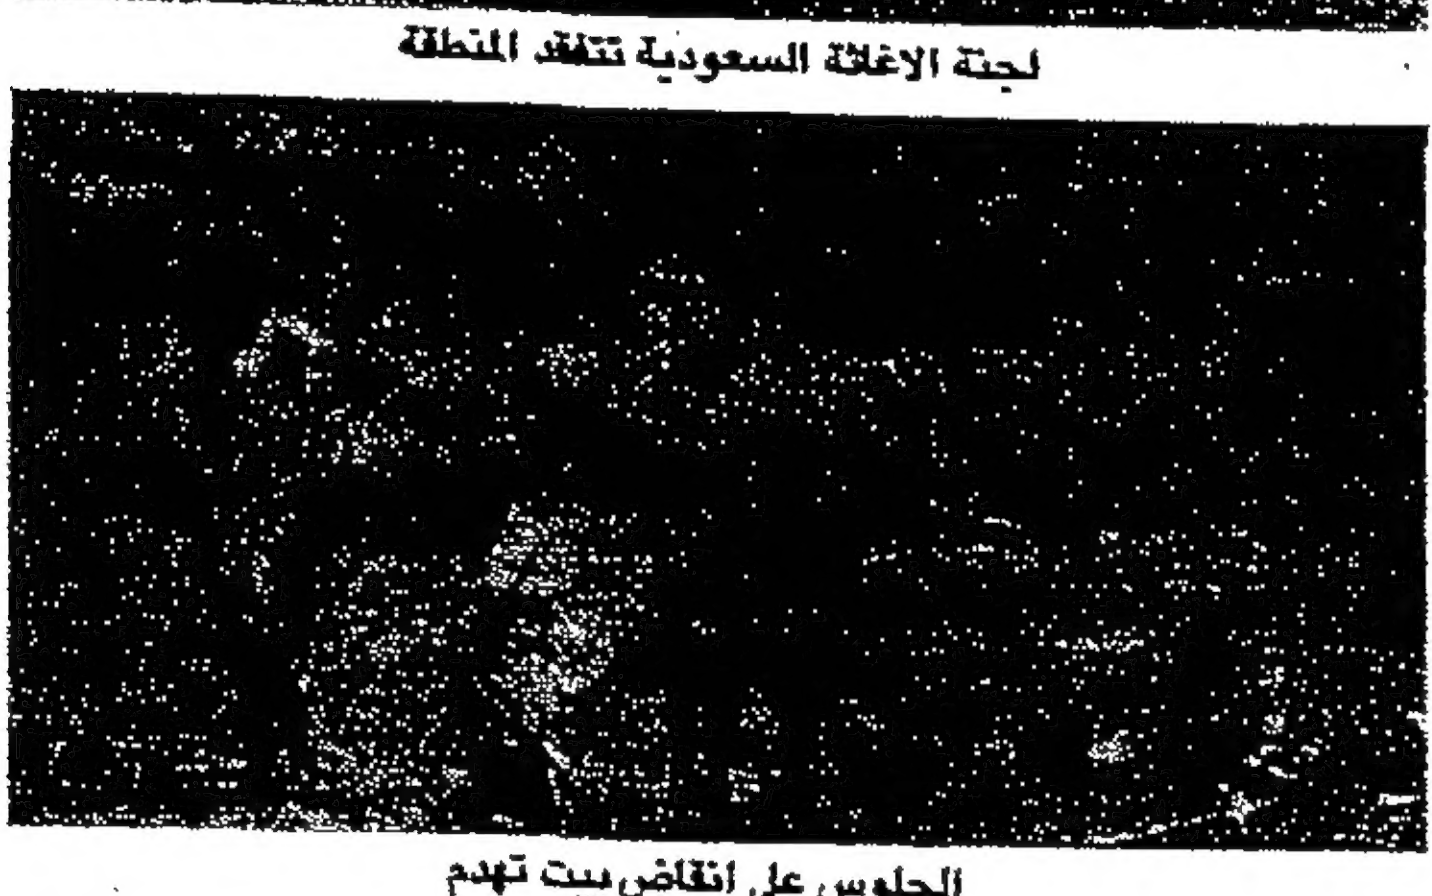 لجنة الاغاثة السعودية تتفقد المنطقة
الجلوس على انقاض بيت تهدم